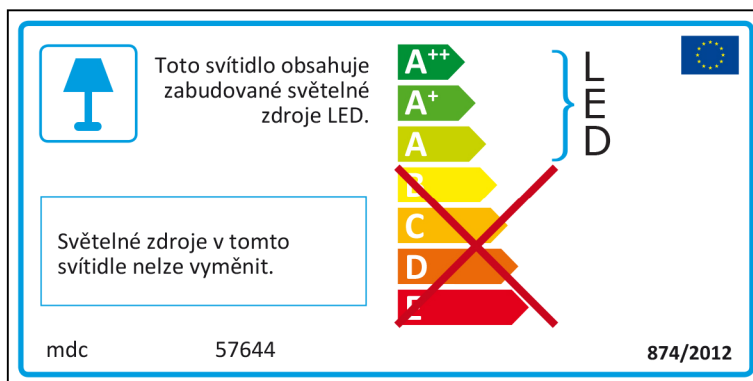 Toto svítidlo obsahuje
zabudované světelné
zdroje LED.
A++
A+
A
B
C
D
E
L
E
D
Světelné zdroje v tomto
svítidle nelze vyměnit.
mdc 57644
874/2012